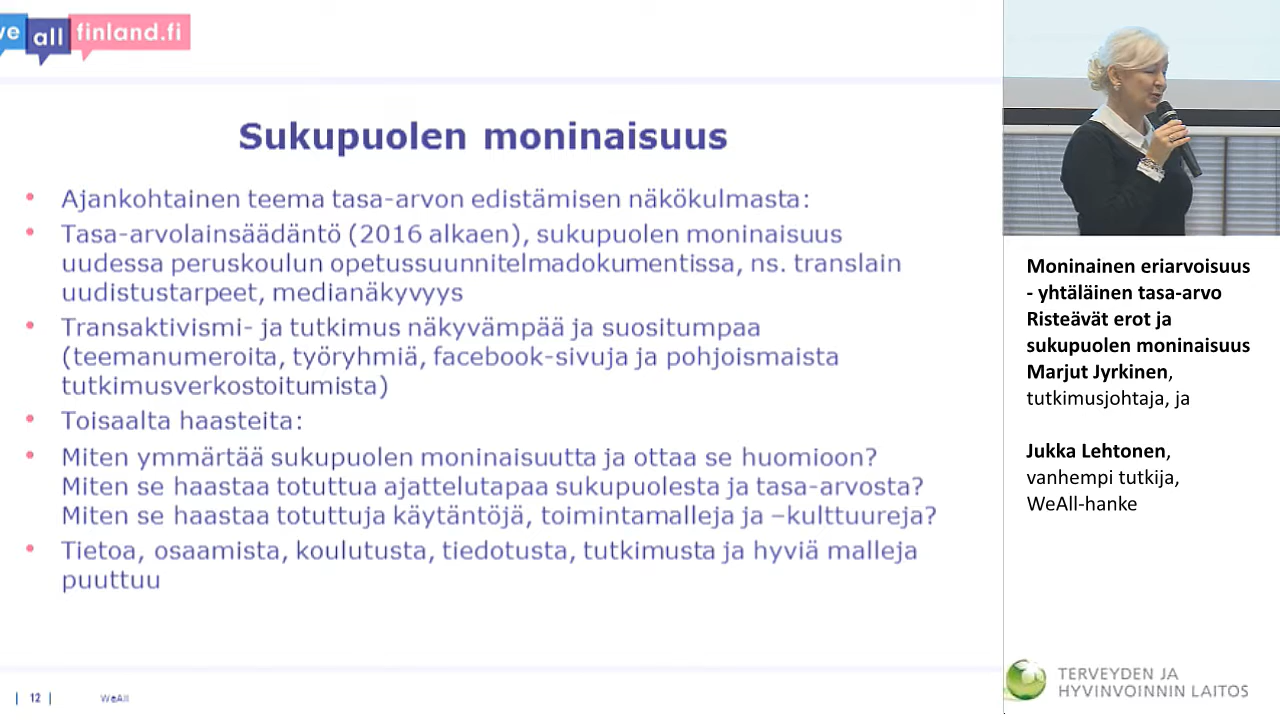 we all finland.fi
Sukupuolen moninaisuus
• Ajankohtainen teema tasa-arvon edistämisen näkökulmasta:
• Tasa-arvolainsäädäntö (2016 alkaen), sukupuolen moninaisuus
uudessa peruskoulun opetussuunnitelmadokumentissa, ns. translain
uudistustarpeet, medianäkyvyys
• Transaktivismi- ja tutkimus näkyvämpää ja suositumpaa
(teemanumeroita, työryhmiä, facebook-sivuja ja pohjoismaista
tutkimusverkostoitumista)
• Toisaalta haasteita:
• Miten ymmärtää sukupuolen moninaisuutta ja ottaa se huomioon?
Miten se haastaa totuttua ajattelutapaa sukupuolesta ja tasa-arvosta?
Miten se haastaa totuttuja käytäntöjä, toimintamalleja ja –kulttuureja?
• Tietoa, osaamista, koulutusta, tiedotusta, tutkimusta ja hyviä malleja
puuttuu
| 12 | WeAll
Moninainen eriarvoisuus
- yhtäläinen tasa-arvo
Risteävät erot ja
sukupuolen moninaisuus
Marjut Jyrkinen,
tutkimusjohtaja, ja
Jukka Lehtonen,
vanhempi tutkija,
WeAll-hanke
TERVEYDEN JA
HYVINVOINNIN LAITOS